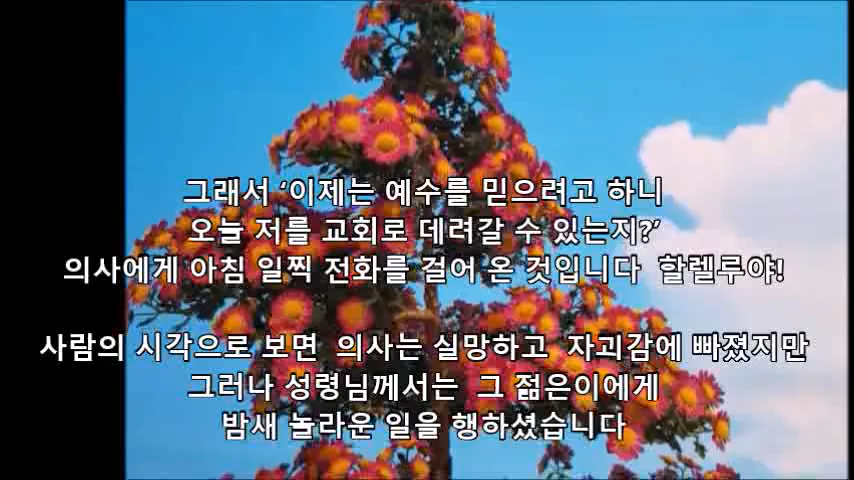 그래서 ‘이제는 예수를 믿으려고 하니
오늘 저를 교회로 데려갈 수 있는지?’
의사에게 아침 일찍 전화를 걸어 온 것입니다 할렐루야!
사람의 시각으로 보면 의사는 실망하고 자괴감에 빠졌지만
그러나 성령님께서는 그 젊은이에게
밤새 놀라운 일을 행하셨습니다